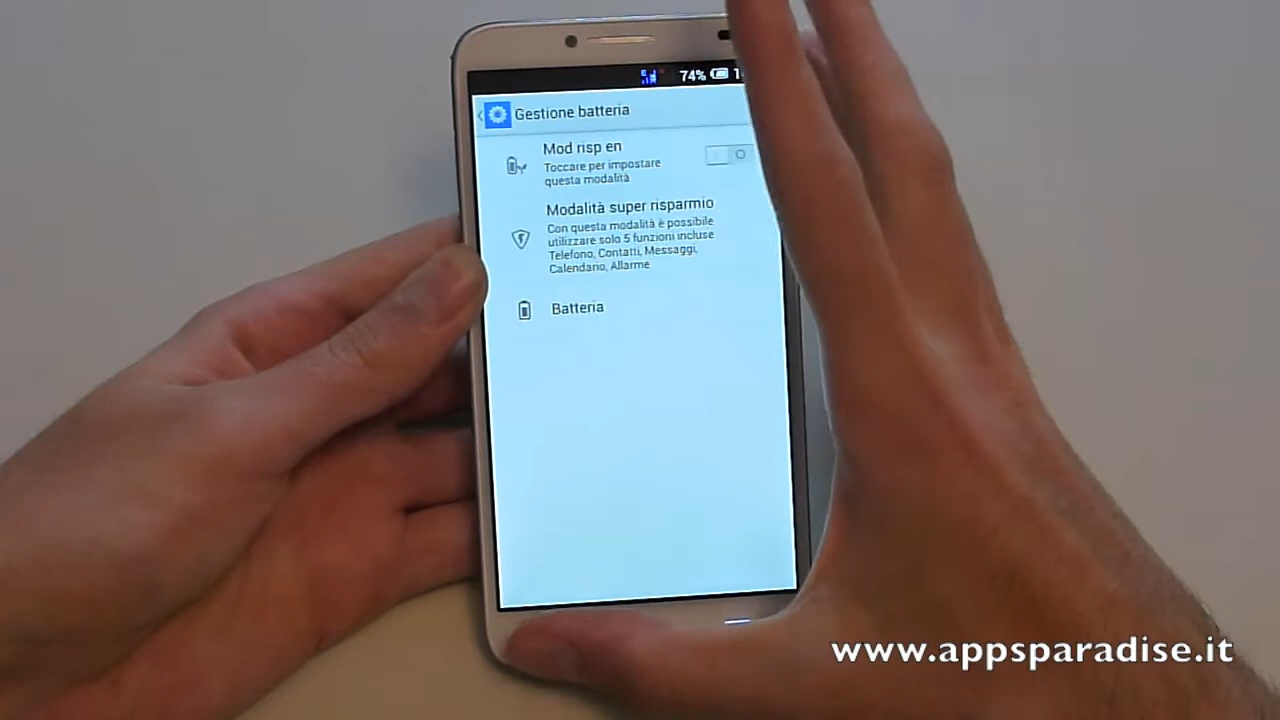 74%
Gestione batteria
Mod risp en
Toccare per impostare
questa modalità
Modalità super risparmio
Con questa modalità è possibile
utilizzare solo 5 funzioni incluse
Telefono, Contatti, Messaggi,
Calendario, Allarme
Batteria
www.appsparadise.it